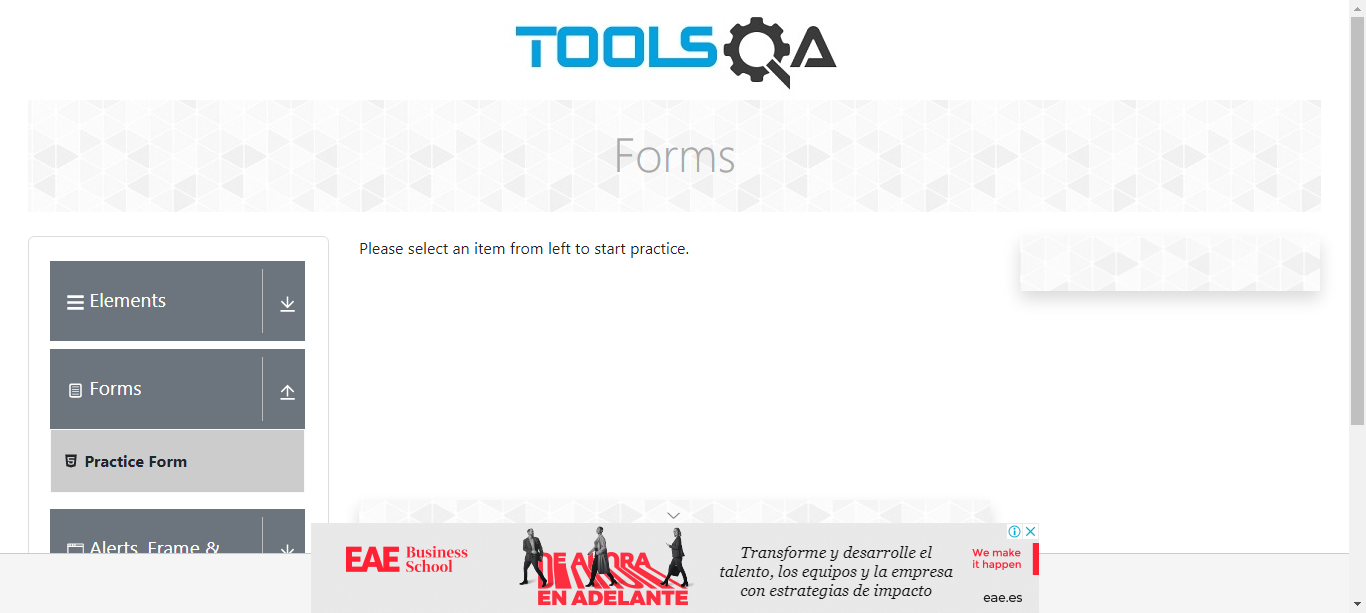 TOOLSQA
Forms
Elements
Forms
Practice Form
Alerts, Frame &
Please select an item from left to start practice.
EAE Business
School
DE AHORA
EN ADELANTE
Transforme y desarrolle el
talento, los equipos y la empresa
con estrategias de impacto
We make
it happen
eae.es